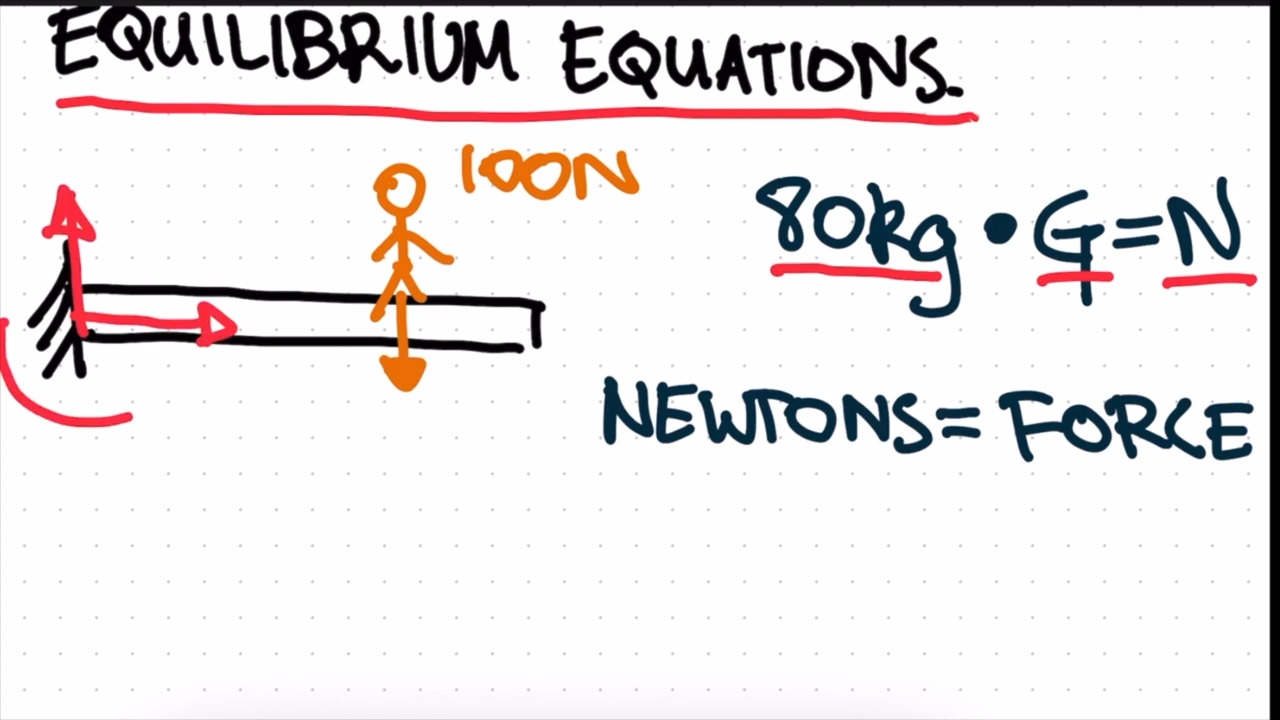 EQUILIBRIUM EQUATIONS.
100N
80kg • G = N
NEWTONS = FORCE